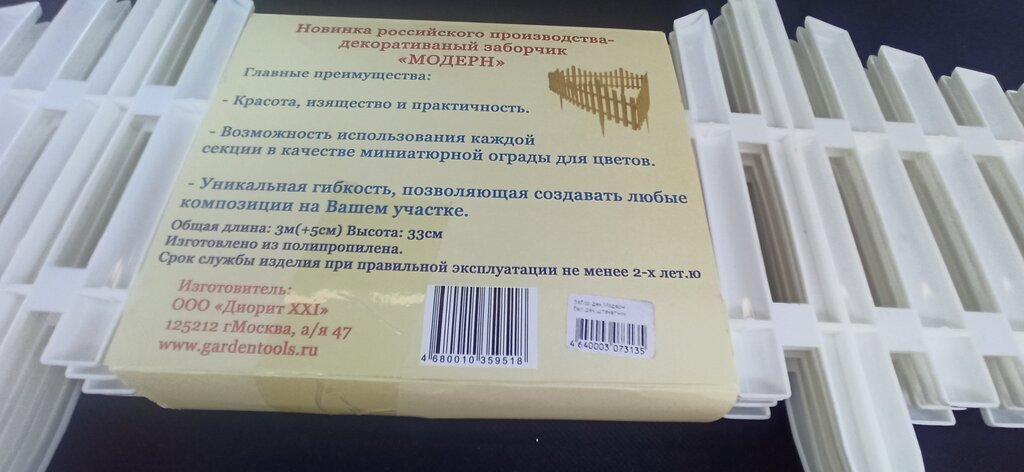 Новинка российского производства-
декоративаный заборчик
«МОДЕРН»
Главные преимущества:
- Красота, изящество и практичность.
- Возможность использования каждой
секции в качестве миниатюрной ограды для цветов.
- Уникальная гибкость, позволяющая создавать любые
композиции на Вашем участке.
Общая длина: 3м(+5см) Высота: 33см
Изготовлено из полипропилена.
Срок службы изделия при правильной эксплуатации не менее 2-х лет.ю
Изготовитель:
ООО «Диорит XXI»
125212 гМосква, а/я 47
www.gardentools.ru
4 680010 359518
Забор дек Модерн
4 640003 073135